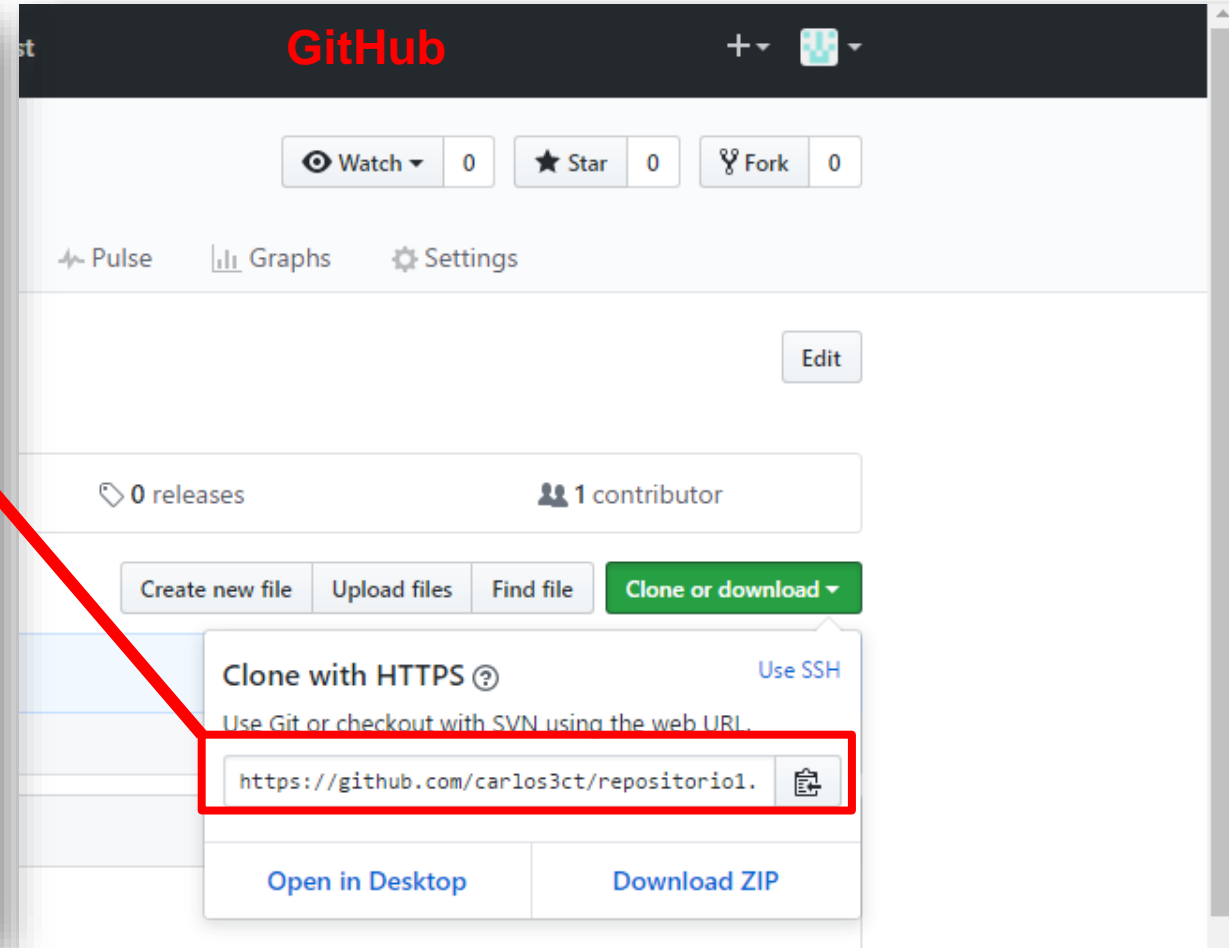 st GitHub
Watch 0 Star 0 Fork 0
Pulse Graphs Settings
Edit
0 releases 1 contributor
Create new file Upload files Find file Clone or download
Clone with HTTPS ? Use SSH
Use Git or checkout with SVN using the web URL.
https://github.com/carlos3ct/repositorio1.
Open in Desktop Download ZIP